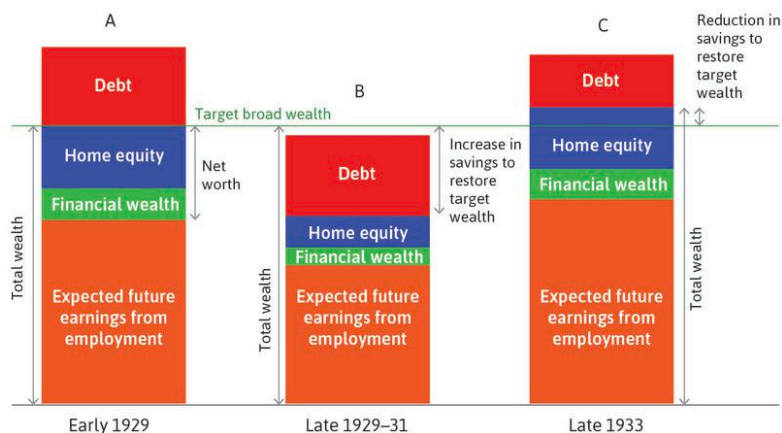 A
Debt
Target broad wealth
Home equity
Financial wealth
Expected future
earnings from
employment
Total wealth
Net
worth
Early 1929
B
Debt
Home equity
Financial wealth
Expected future
earnings from
employment
Total wealth
Increase in
savings to
restore
target
wealth
Late 1929–31
C
Debt
Home equity
Financial wealth
Expected future
earnings from
employment
Total wealth
Reduction in
savings to
restore
target
wealth
Late 1933